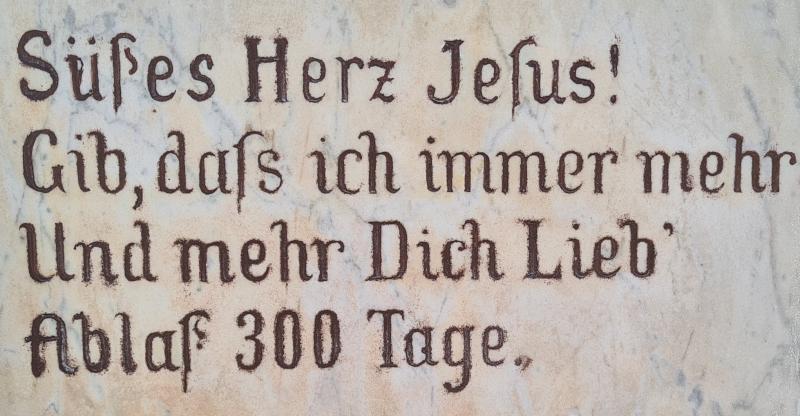 Süßes Herz Jeſus!
Gib, daſs ich immer mehr
Und mehr Dich Lieb'
Ablaß 300 Tage.